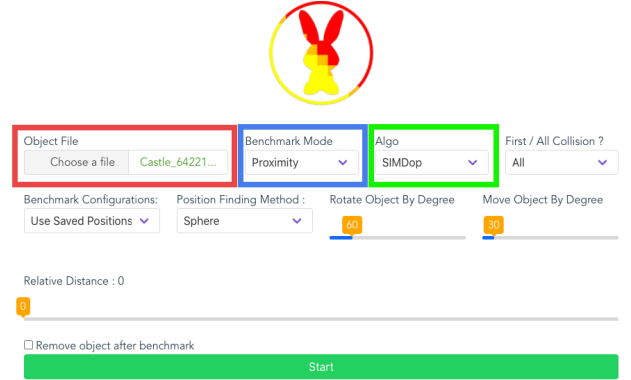 Object File
Benchmark Mode
Algo
First / All Collision ?
Choose a file
Castle_64221...
Proximity
SIMDop
All
Benchmark Configurations:
Position Finding Method :
Rotate Object By Degree
Move Object By Degree
Use Saved Positions
Sphere
60
30
Relative Distance : 0
0
Remove object after benchmark
Start